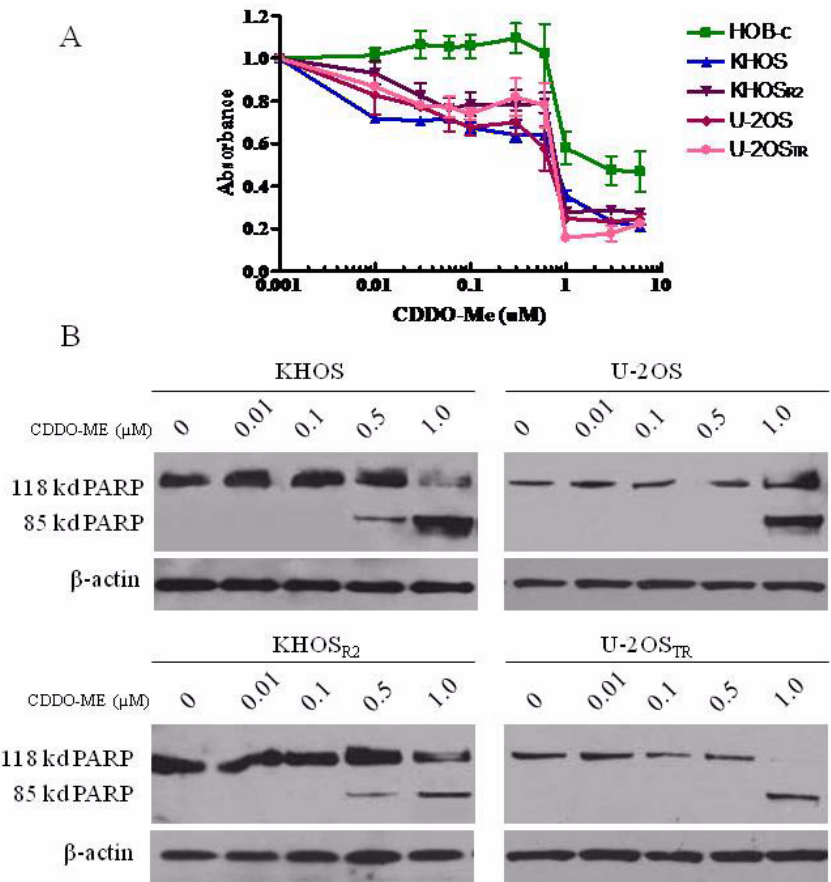 A
Absorbance
1.2
1.0
0.8
0.6
0.4
0.2
0.0
0.001 0.01 0.1 1 10
CDDO-Me (uM)
HOB-c
KHOS
KHOSR2
U-2OS
U-2OSTR
B
KHOS U-2OS
CDDO-ME (μM) 0 0.01 0.1 0.5 1.0 0 0.01 0.1 0.5 1.0
118 kd PARP
85 kd PARP
β-actin
KHOSR2 U-2OSTR
CDDO-ME (μM) 0 0.01 0.1 0.5 1.0 0 0.01 0.1 0.5 1.0
118 kd PARP
85 kd PARP
β-actin